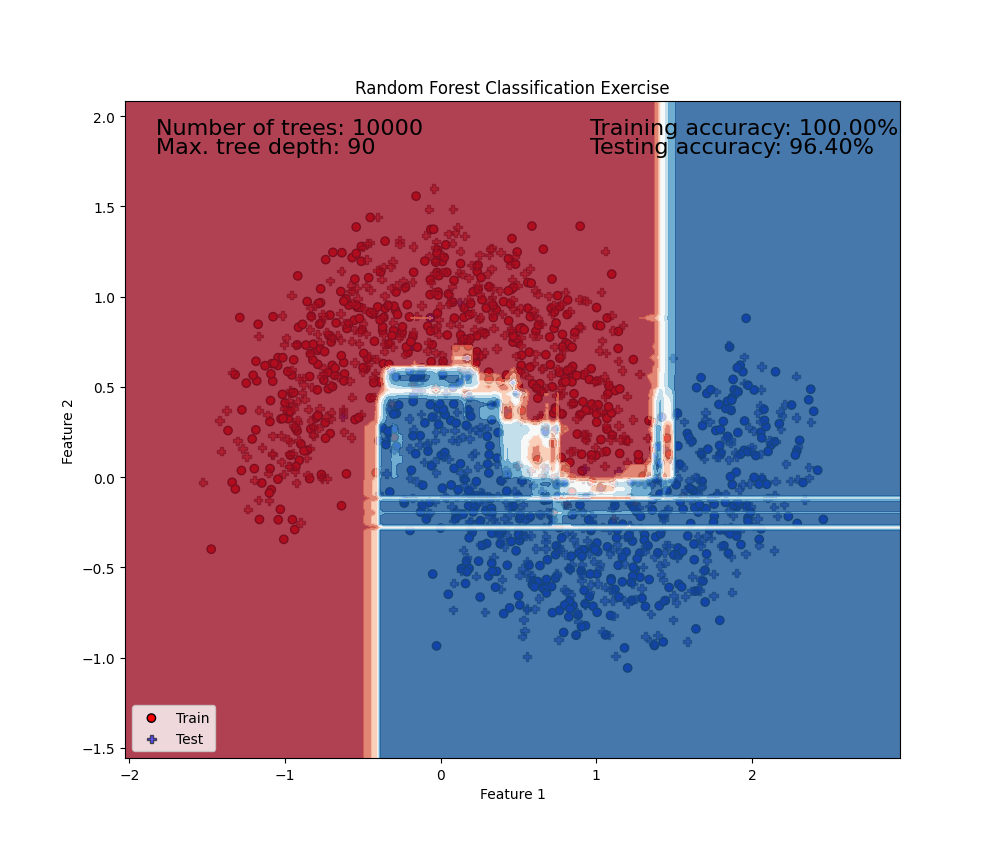 Random Forest Classification Exercise
Number of trees: 10000
Max. tree depth: 90
Training accuracy: 100.00%
Testing accuracy: 96.40%
2.0
1.5
1.0
0.5
0.0
−0.5
−1.0
−1.5
Feature 2
Train
Test
−2
−1
0
1
2
Feature 1